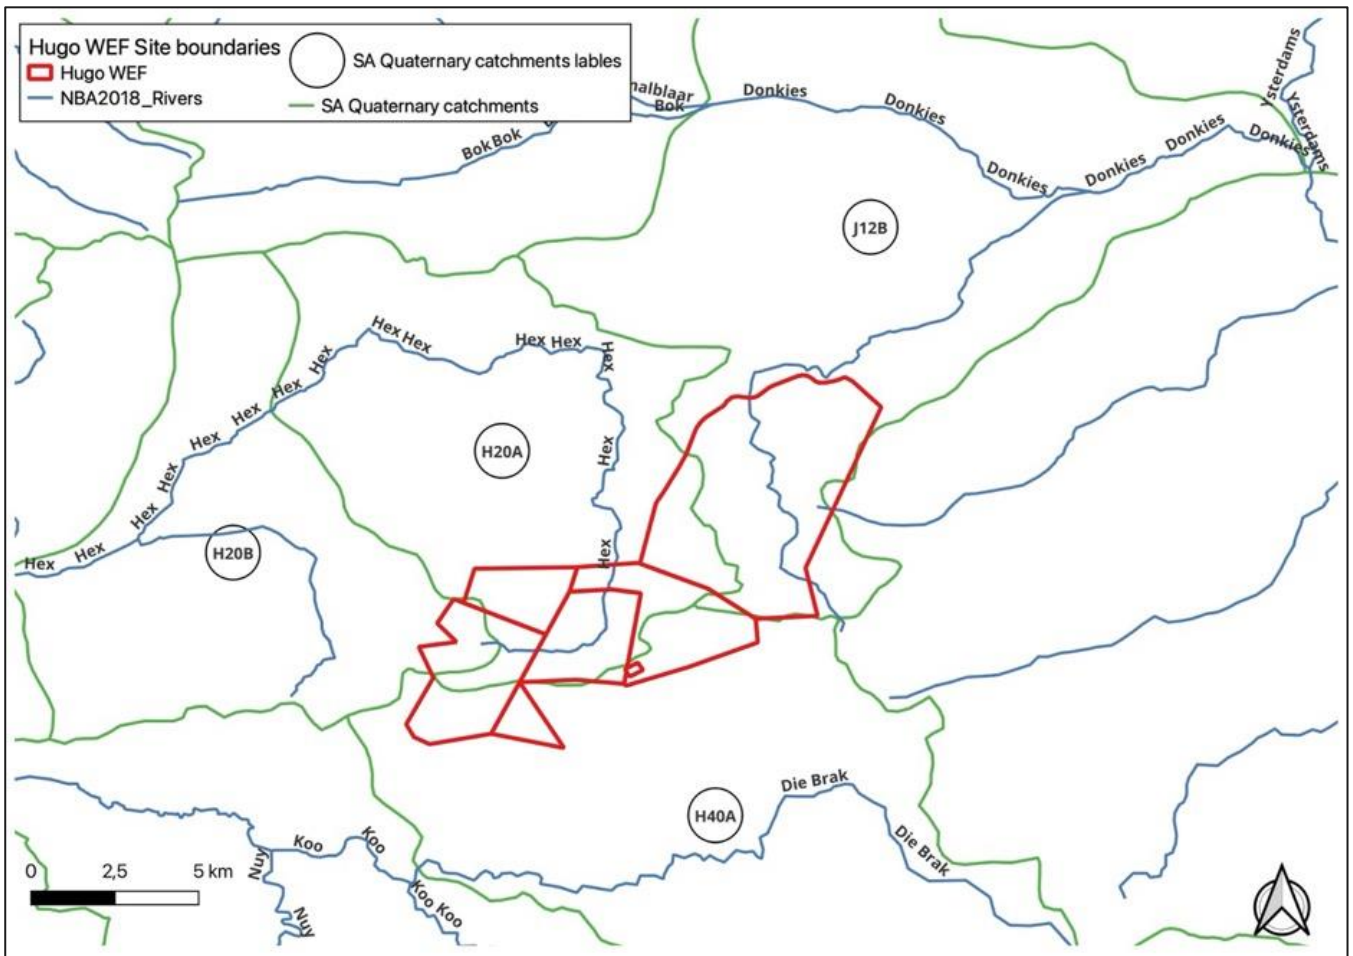 Hugo WEF Site boundaries
Hugo WEF
NBA2018_Rivers
SA Quaternary catchments lables
SA Quaternary catchments
nalblaar
Bok
Donkies
Donkies
Ysterdams
Ysterdams
Donkies
Donkies
Donkies
Donkies
Bok Bok
J12B
Hex Hex
Hex Hex
Hex
Hex
Hex
Hex
Hex
Hex
Hex
Hex
Hex
Hex
Hex
H20A
H20B
Die Brak
H40A
Die Brak
Koo
Koo
Nuy
Koo Koo
Nuy
0 2,5 5 km